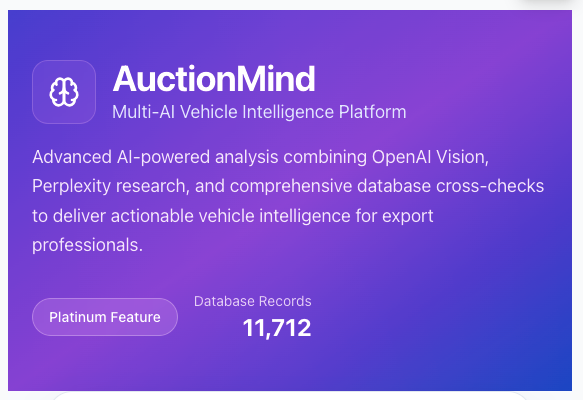 AuctionMind
Multi-AI Vehicle Intelligence Platform
Advanced AI-powered analysis combining OpenAI Vision,
Perplexity research, and comprehensive database cross-checks
to deliver actionable vehicle intelligence for export
professionals.
Platinum Feature
Database Records
11,712